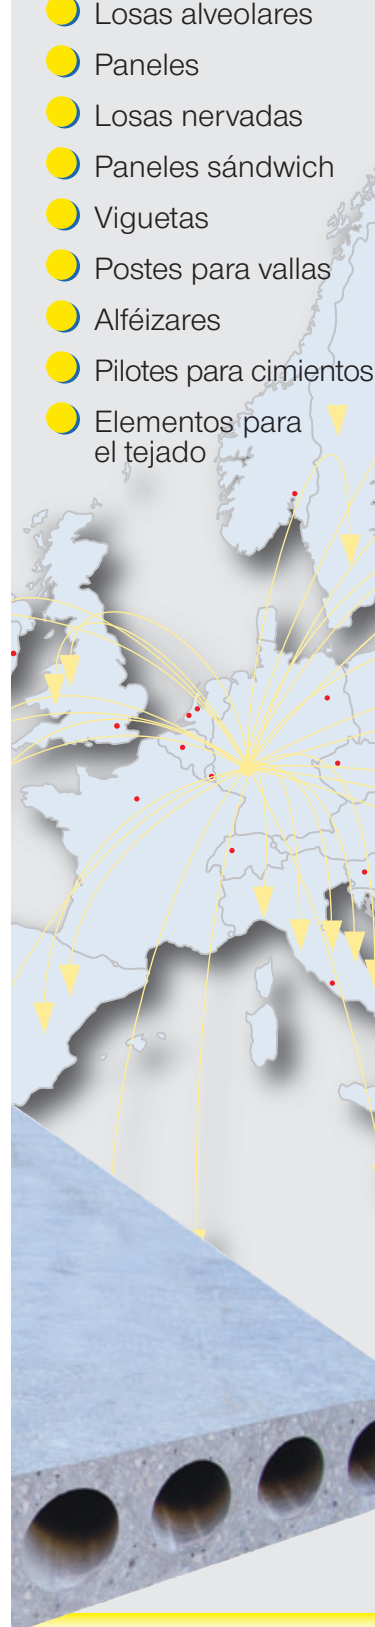 Losas alveolares
Paneles
Losas nervadas
Paneles sándwich
Viguetas
Postes para vallas
Alféizares
Pilotes para cimientos
Elementos para
el tejado